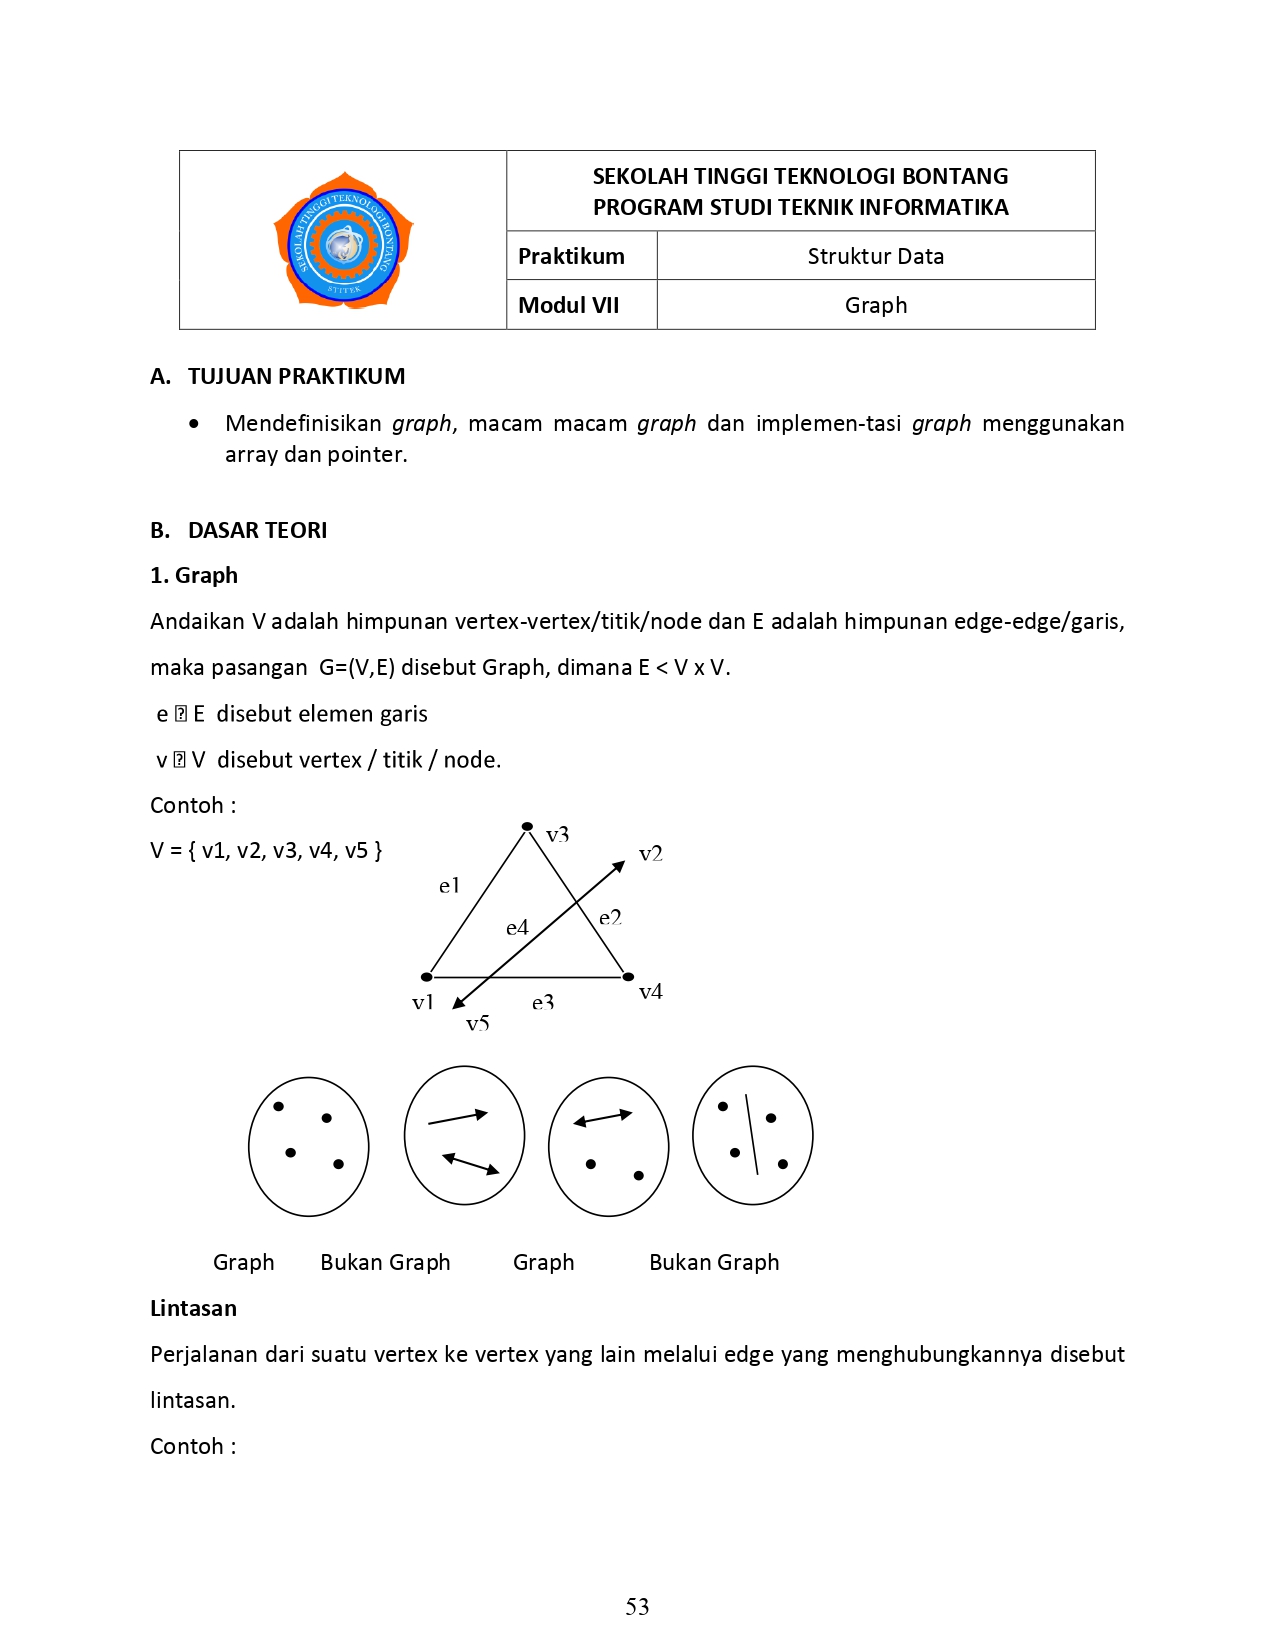 SEKOLAH TINGGI TEKNOLOGI BONTANG
STITEK
SEKOLAH TINGGI TEKNOLOGI BONTANG
PROGRAM STUDI TEKNIK INFORMATIKA
Praktikum Struktur Data
Modul VII Graph
A. TUJUAN PRAKTIKUM
• Mendefinisikan graph, macam macam graph dan implemen-tasi graph menggunakan
array dan pointer.
B. DASAR TEORI
1. Graph
Andaikan V adalah himpunan vertex-vertex/titik/node dan E adalah himpunan edge-edge/garis,
maka pasangan G=(V,E) disebut Graph, dimana E < V x V.
e ⍰ E disebut elemen garis
v ⍰ V disebut vertex / titik / node.
Contoh :
V = { v1, v2, v3, v4, v5 }
v3
v2
e1
e2
e4
v1
e3
v4
v5
Graph Bukan Graph Graph Bukan Graph
Lintasan
Perjalanan dari suatu vertex ke vertex yang lain melalui edge yang menghubungkannya disebut
lintasan.
Contoh :
53